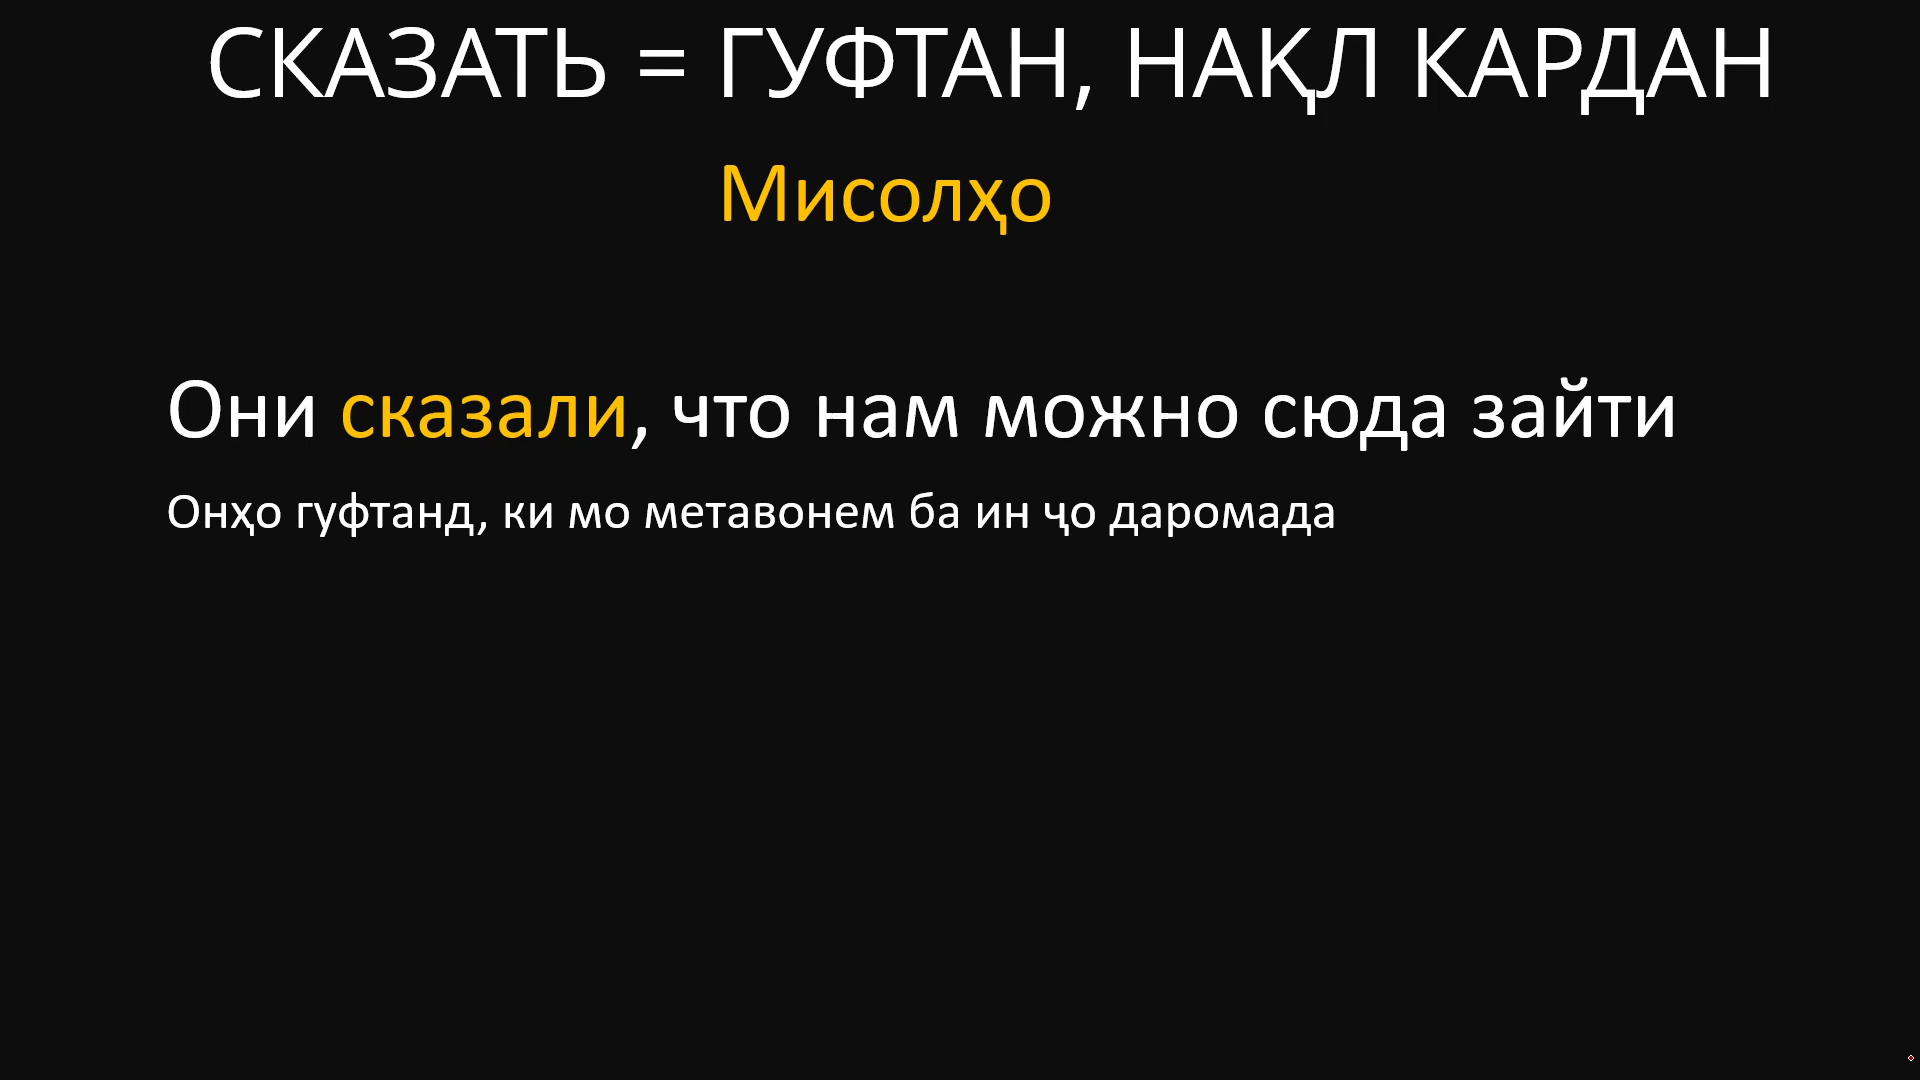 СКАЗАТЬ = ГУФТАН, НАҚЛ КАРДАН
Мисолҳо
Они сказали, что нам можно сюда зайти
Онҳо гуфтанд, ки мо метавонем ба ин ҷо даромада